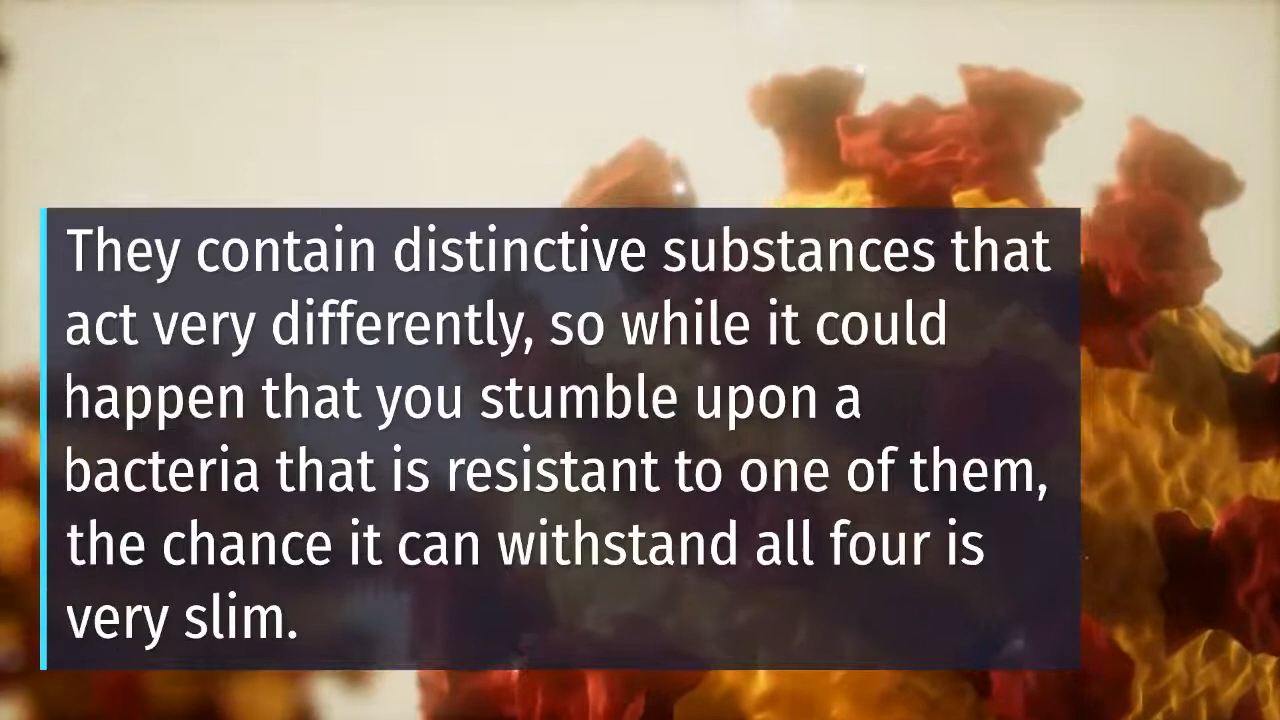 They contain distinctive substances that
act very differently, so while it could
happen that you stumble upon a
bacteria that is resistant to one of them,
the chance it can withstand all four is
very slim.